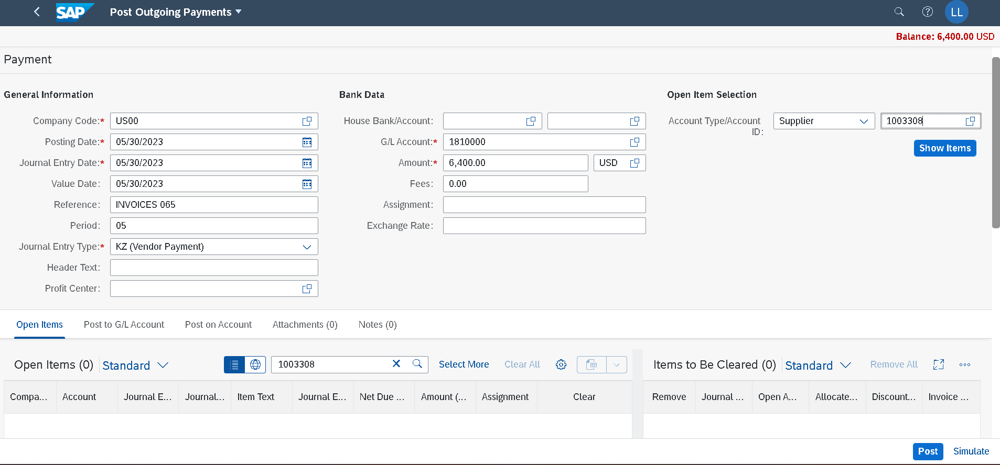 SAP Post Outgoing Payments LL
Balance: 6,400.00 USD
Payment
General Information
Company Code:* US00
Posting Date:* 05/30/2023
Journal Entry Date:* 05/30/2023
Value Date: 05/30/2023
Reference: INVOICES 065
Period: 05
Journal Entry Type:* KZ (Vendor Payment)
Header Text:
Profit Center:
Bank Data
House Bank/Account:
G/L Account:* 1810000
Amount:* 6,400.00 USD
Fees: 0.00
Assignment:
Exchange Rate:
Open Item Selection
Account Type/Account ID: Supplier 1003308
Show Items
Open Items Post to G/L Account Post on Account Attachments (0) Notes (0)
Open Items (0) Standard 1003308 Select More Clear All
Compa... Account Journal E... Journal... Item Text Journal E... Net Due ... Amount (... Assignment Clear
Items to Be Cleared (0) Standard Remove All
Remove Journal ... Open A... Allocate... Discount... Invoice ...
Post Simulate